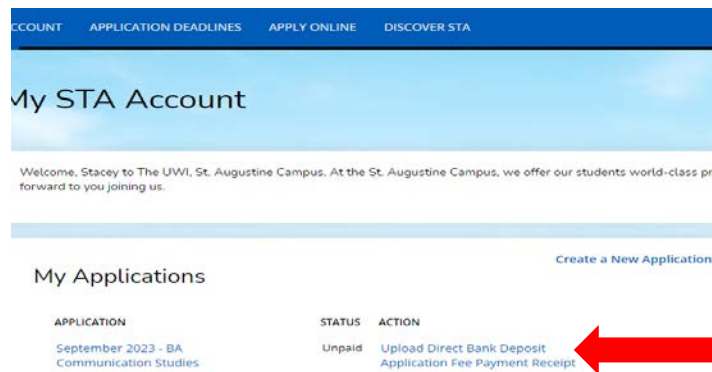 CCOUNT APPLICATION DEADLINES APPLY ONLINE DISCOVER STA
My STA Account
Welcome, Stacey to The UWI, St. Augustine Campus. At the St. Augustine Campus, we offer our students world-class pr
forward to you joining us.
Create a New Application
My Applications
APPLICATION STATUS ACTION
September 2023 - BA Unpaid Upload Direct Bank Deposit
Communication Studies Application Fee Payment Receipt